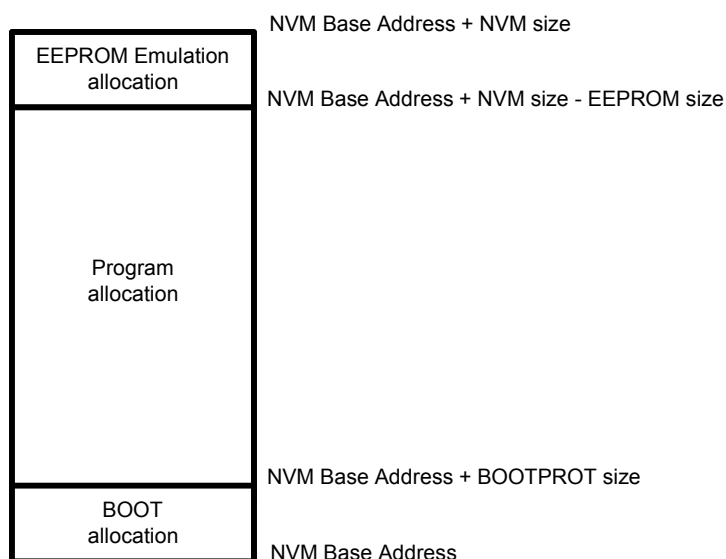 NVM Base Address + NVM size
EEPROM Emulation
allocation
NVM Base Address + NVM size - EEPROM size
Program
allocation
NVM Base Address + BOOTPROT size
BOOT
allocation
NVM Base Address